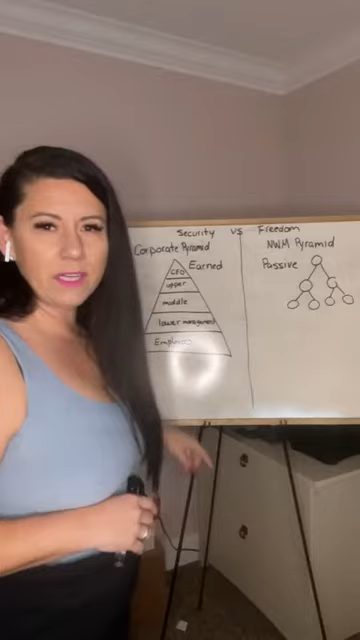 Security vs Freedom
Corporate Pyramid
NWM Pyramid
Earned
Passive
CEO
upper
middle
lower management
Employees